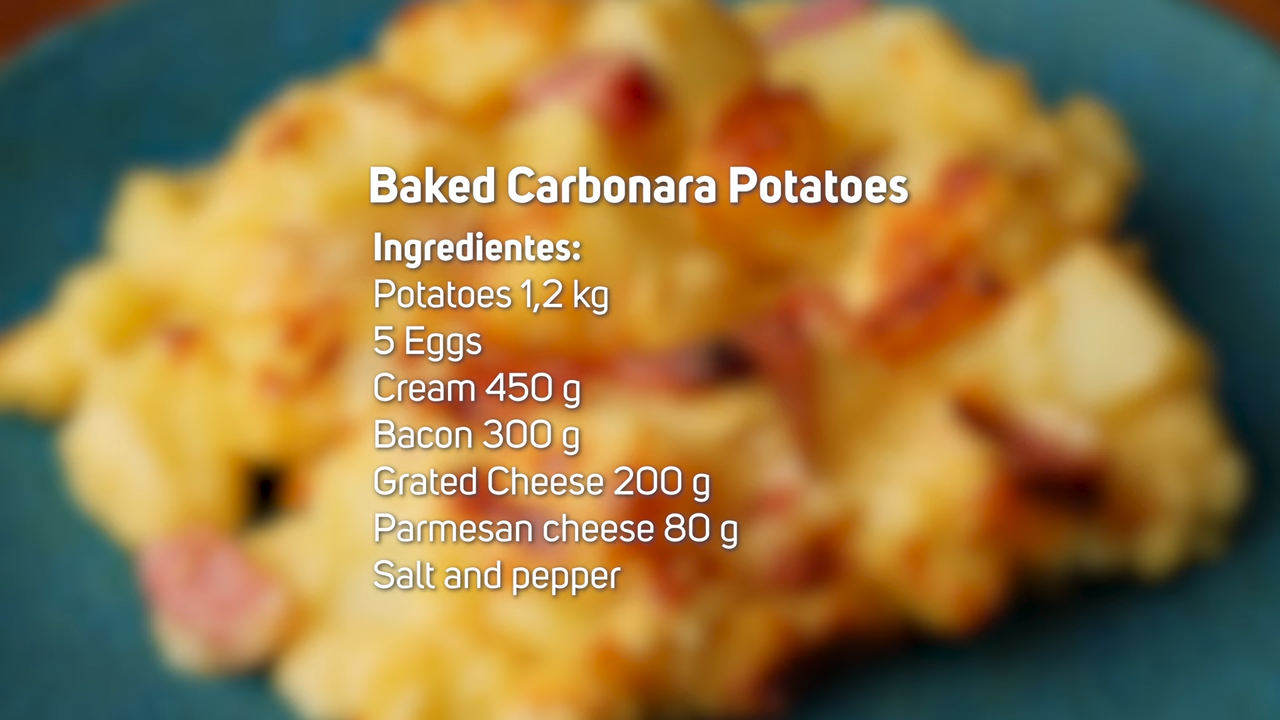 Baked Carbonara Potatoes
Ingredientes:
Potatoes 1,2 kg
5 Eggs
Cream 450 g
Bacon 300 g
Grated Cheese 200 g
Parmesan cheese 80 g
Salt and pepper